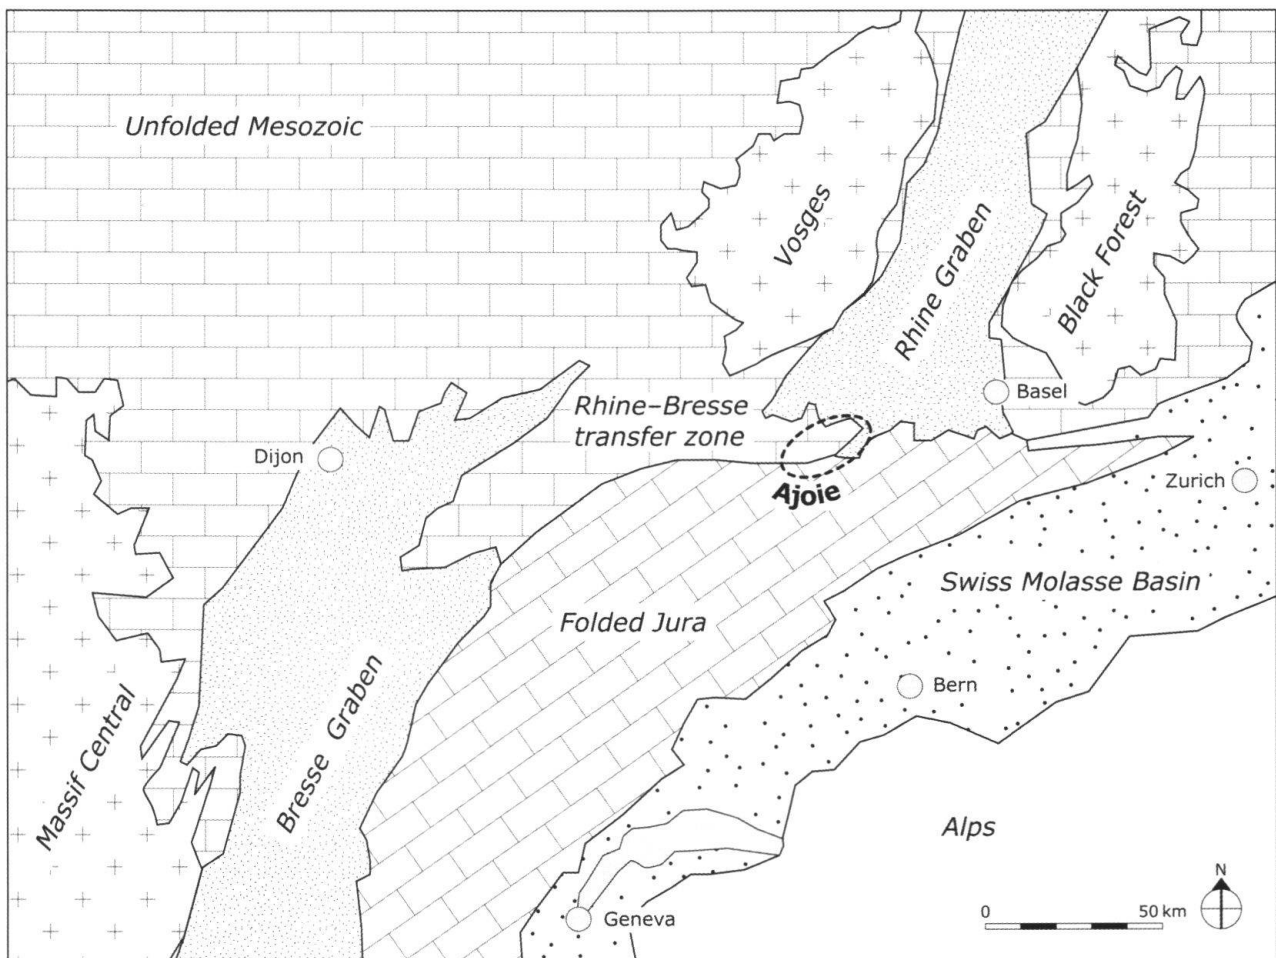 Unfolded Mesozoic
Vosges
Rhine Graben
Black Forest
Basel
Rhine–Bresse
transfer zone
Dijon
Ajoie
Zurich
Swiss Molasse Basin
Folded Jura
Bern
Massif Central
Bresse Graben
Alps
Geneva
0
50 km
N